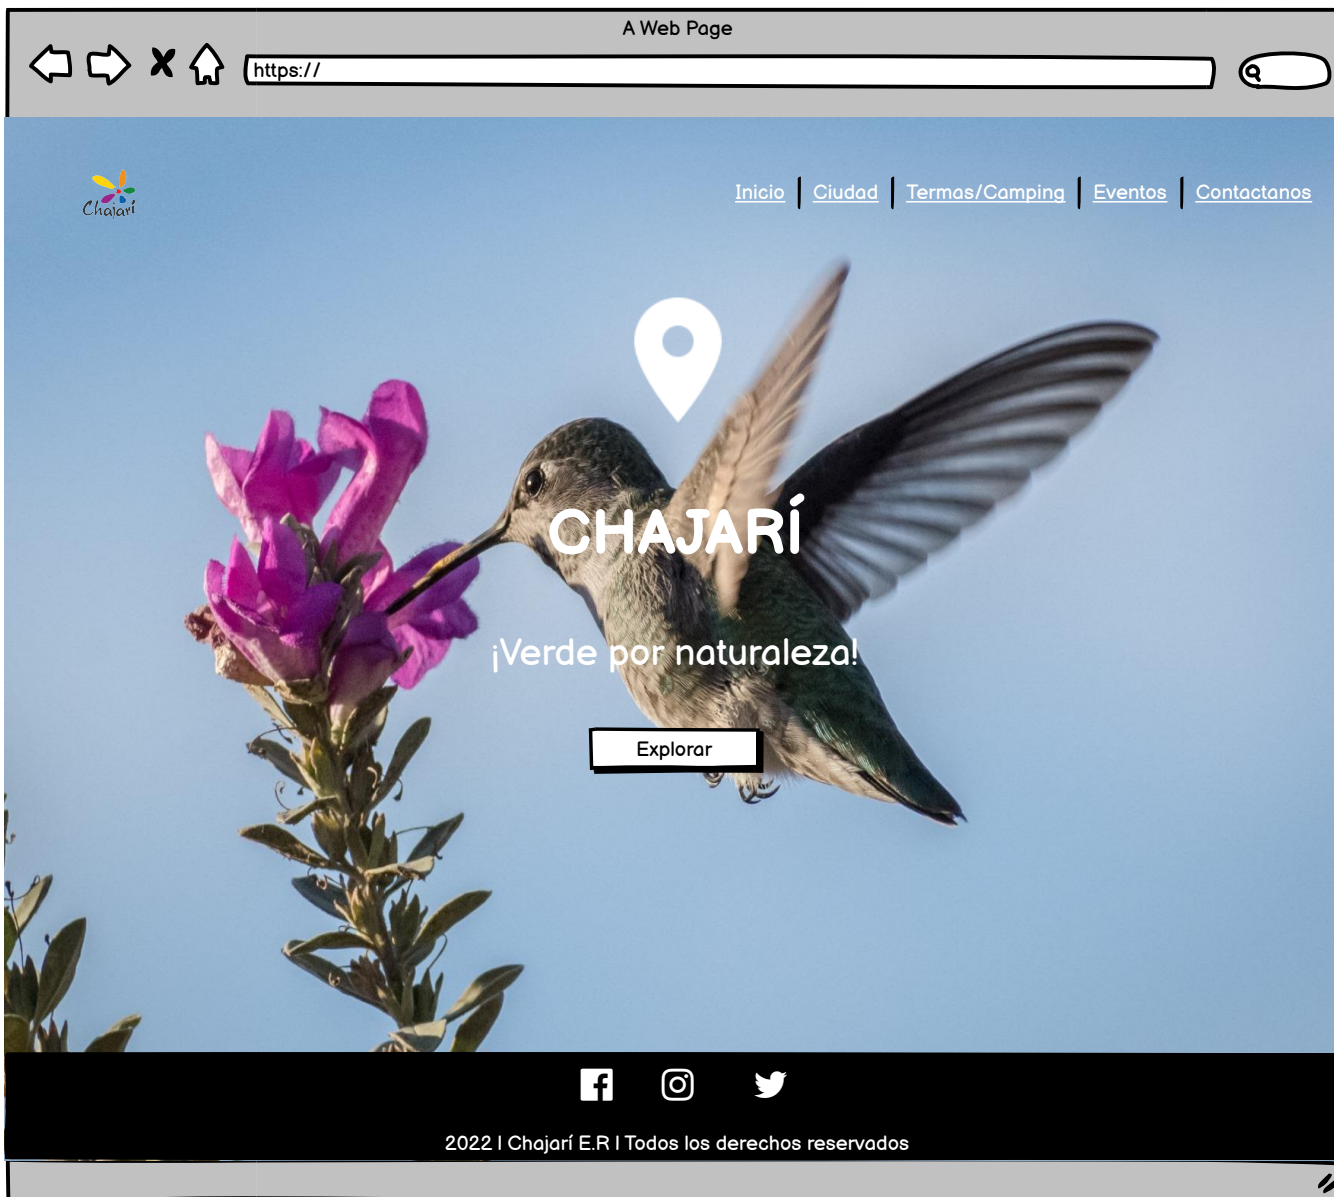 A Web Page
https://
Chajarí
Inicio
Ciudad
Termas/Camping
Eventos
Contactanos
CHAJARÍ
¡Verde por naturaleza!
Explorar
2022 | Chajarí E.R | Todos los derechos reservados